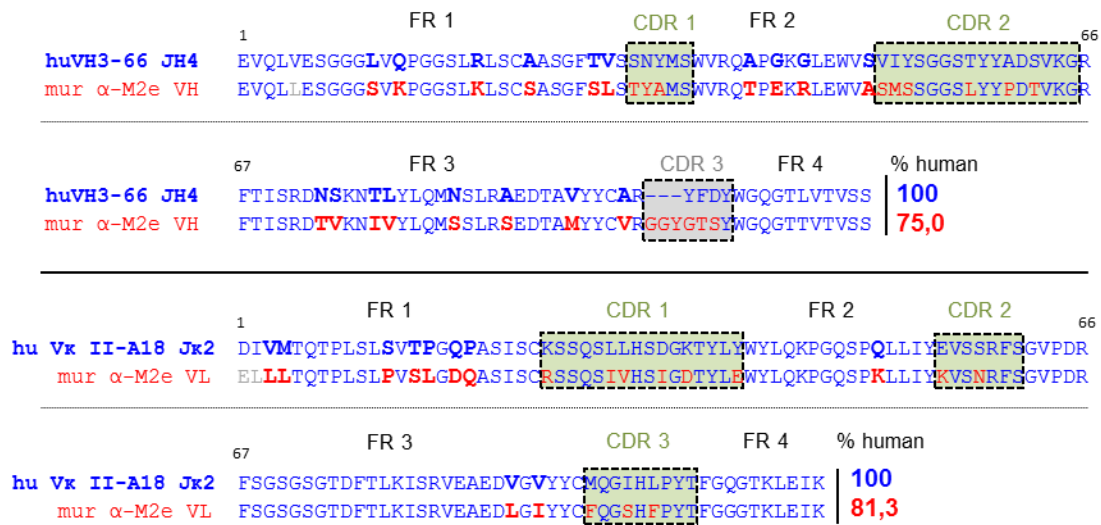 FR 1 CDR 1 FR 2 CDR 2
1 66
huVH3-66 JH4 EVQLVESGGGLVQPGGSLRLSCAASGFTVSSNYMSWVRQAPGKGLEWVSVIYSGGSTYYADSVKGR
mur α-M2e VH EVQLLESGGGSVKPGGSLKLSCSASGFSLSTYAMSWVRQTPEKRLEWVASMSSGGSLYYPDTVKGR
67 FR 3 CDR 3 FR 4 % human
huVH3-66 JH4 FTISRDNSKNTLYLQMNSLRAEDTAVYYCAR---YFDYWGQGTLVTVSS 100
mur α-M2e VH FTISRDTVKNIVYLQMSSLRSEDTAMYYCVRGGYGTSYWGQGTTVTVSS 75,0
FR 1 CDR 1 FR 2 CDR 2
1 66
hu Vκ II-A18 Jκ2 DIVMTQTPLSLSVTPGQPASISCKSSQSLLHSDGKTYLYWYLQKPGQSPQLLIYEVSSRFSGVPDR
mur α-M2e VL ELLLTQTPLSLPVSLGDQASISCRSSQSIVHSIGDTYLEWYLQKPGQSPKLLIYKVSNRFSGVPDR
67 FR 3 CDR 3 FR 4 % human
hu Vκ II-A18 Jκ2 FSGSGSGTDFTLKISRVEAEDVGVYYCMQGIHLPYTFGQGTKLEIK 100
mur α-M2e VL FSGSGSGTDFTLKISRVEAEDLGIYYCFQGSHFPYTFGGGTKLEIK 81,3